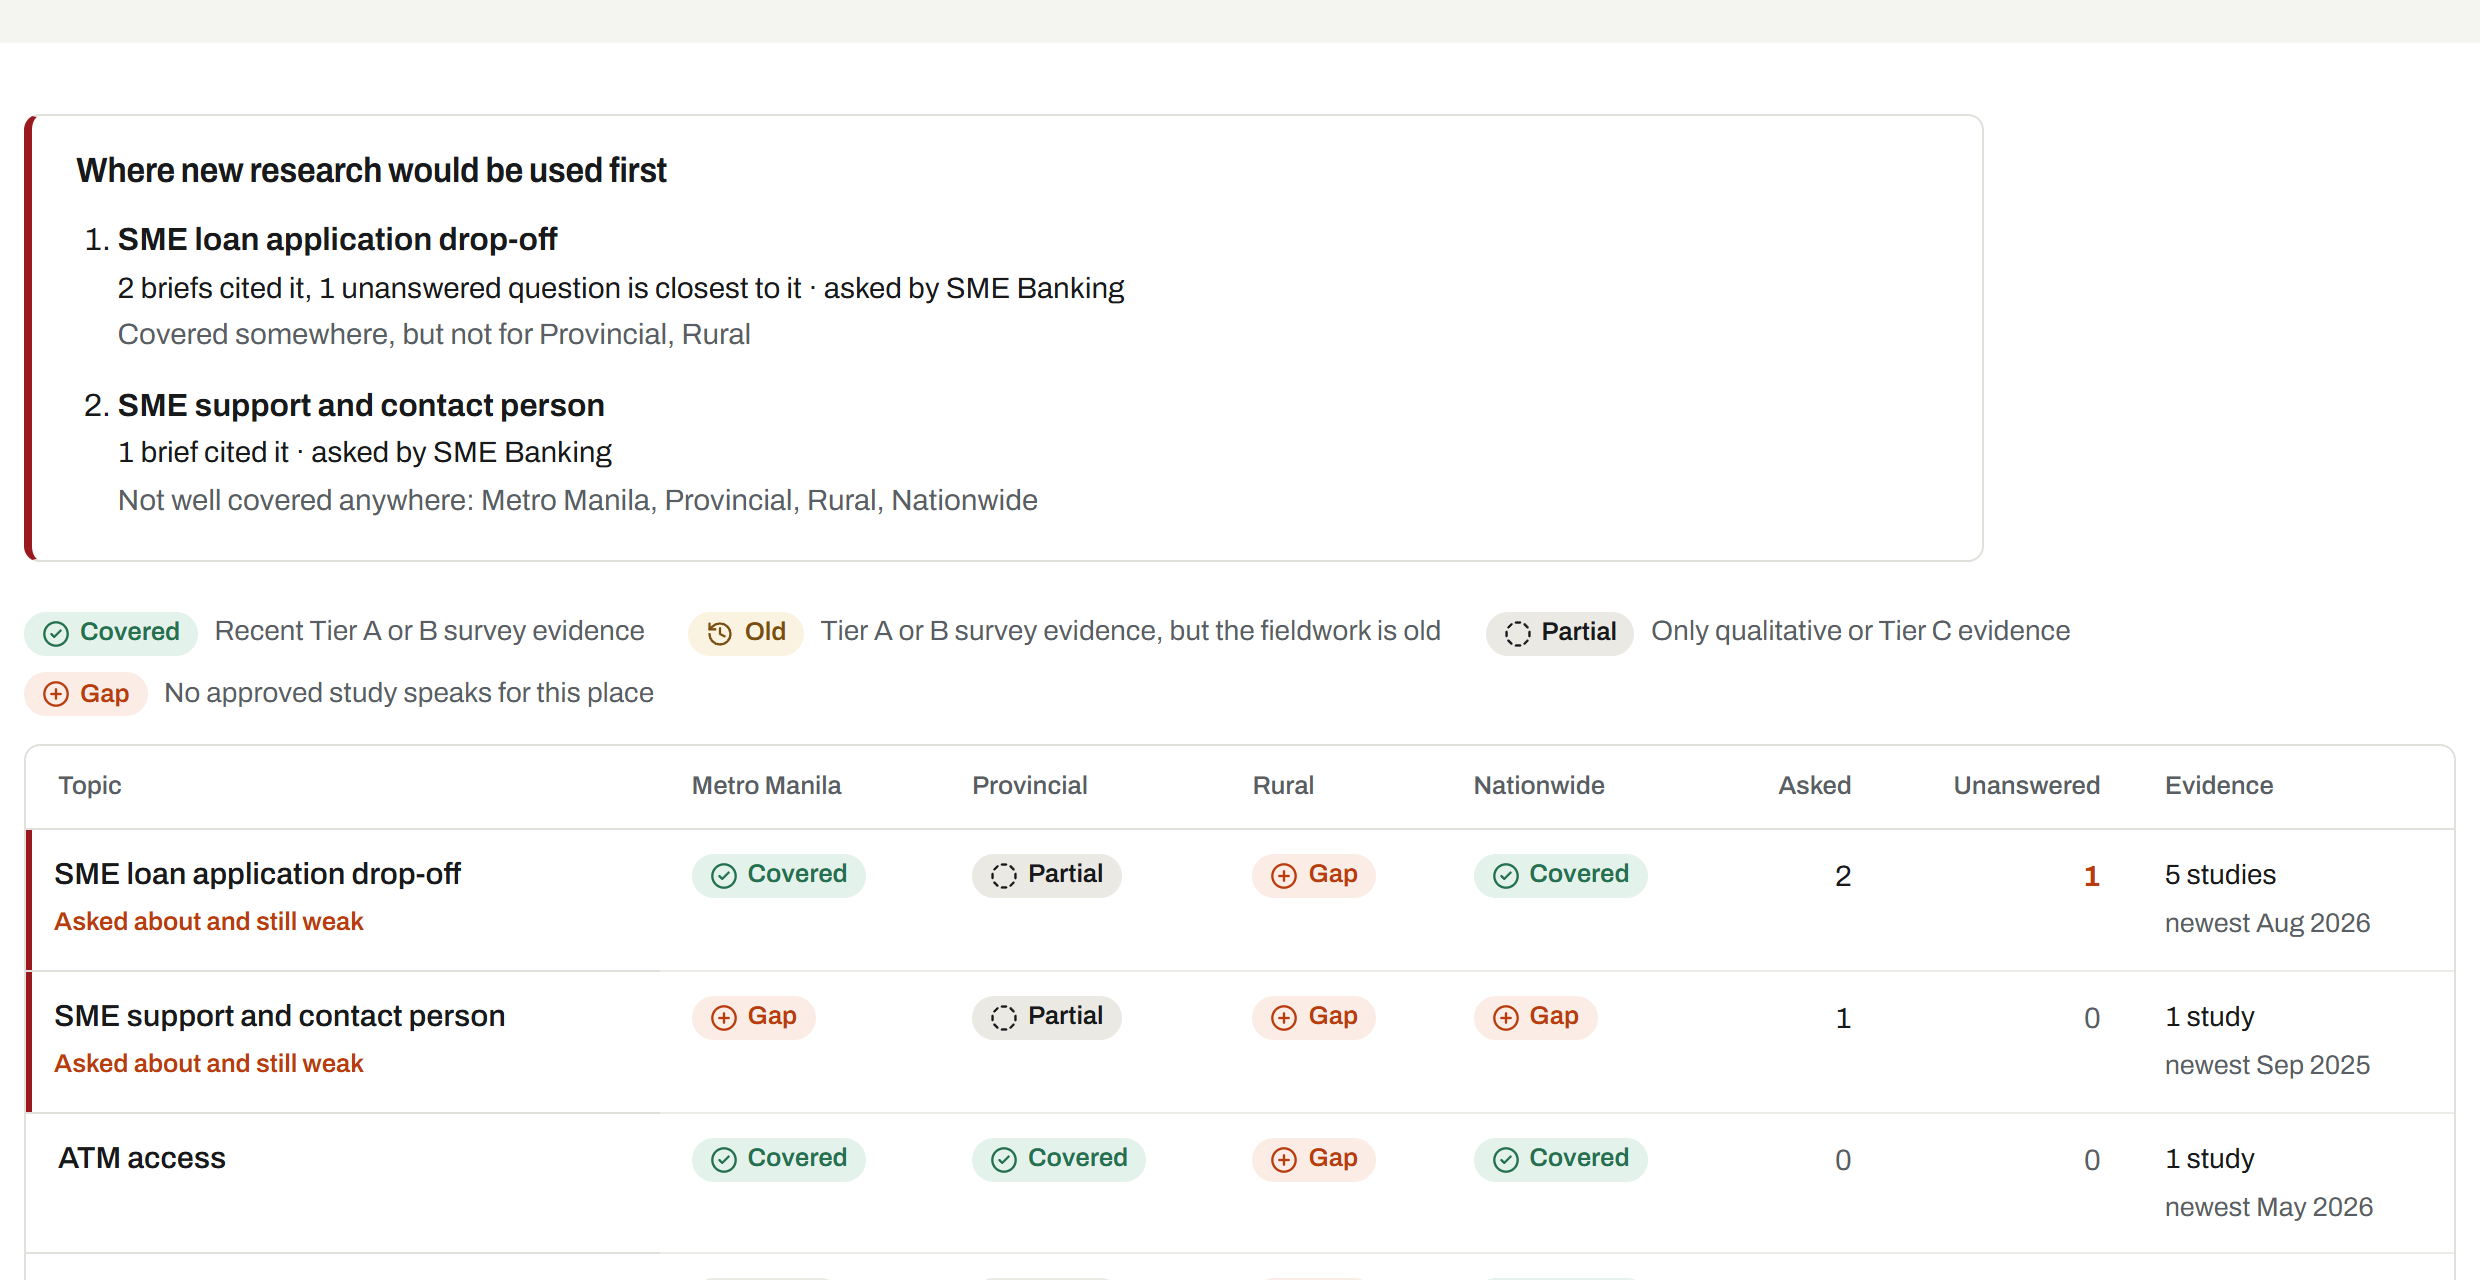 Where new research would be used first
1. SME loan application drop-off
2 briefs cited it, 1 unanswered question is closest to it · asked by SME Banking
Covered somewhere, but not for Provincial, Rural
2. SME support and contact person
1 brief cited it · asked by SME Banking
Not well covered anywhere: Metro Manila, Provincial, Rural, Nationwide
Covered Recent Tier A or B survey evidence Old Tier A or B survey evidence, but the fieldwork is old Partial Only qualitative or Tier C evidence
Gap No approved study speaks for this place
Topic Metro Manila Provincial Rural Nationwide Asked Unanswered Evidence
SME loan application drop-off Covered Partial Gap Covered 2 1 5 studies
Asked about and still weak newest Aug 2026
SME support and contact person Gap Partial Gap Gap 1 0 1 study
Asked about and still weak newest Sep 2025
ATM access Covered Covered Gap Covered 0 0 1 study
newest May 2026